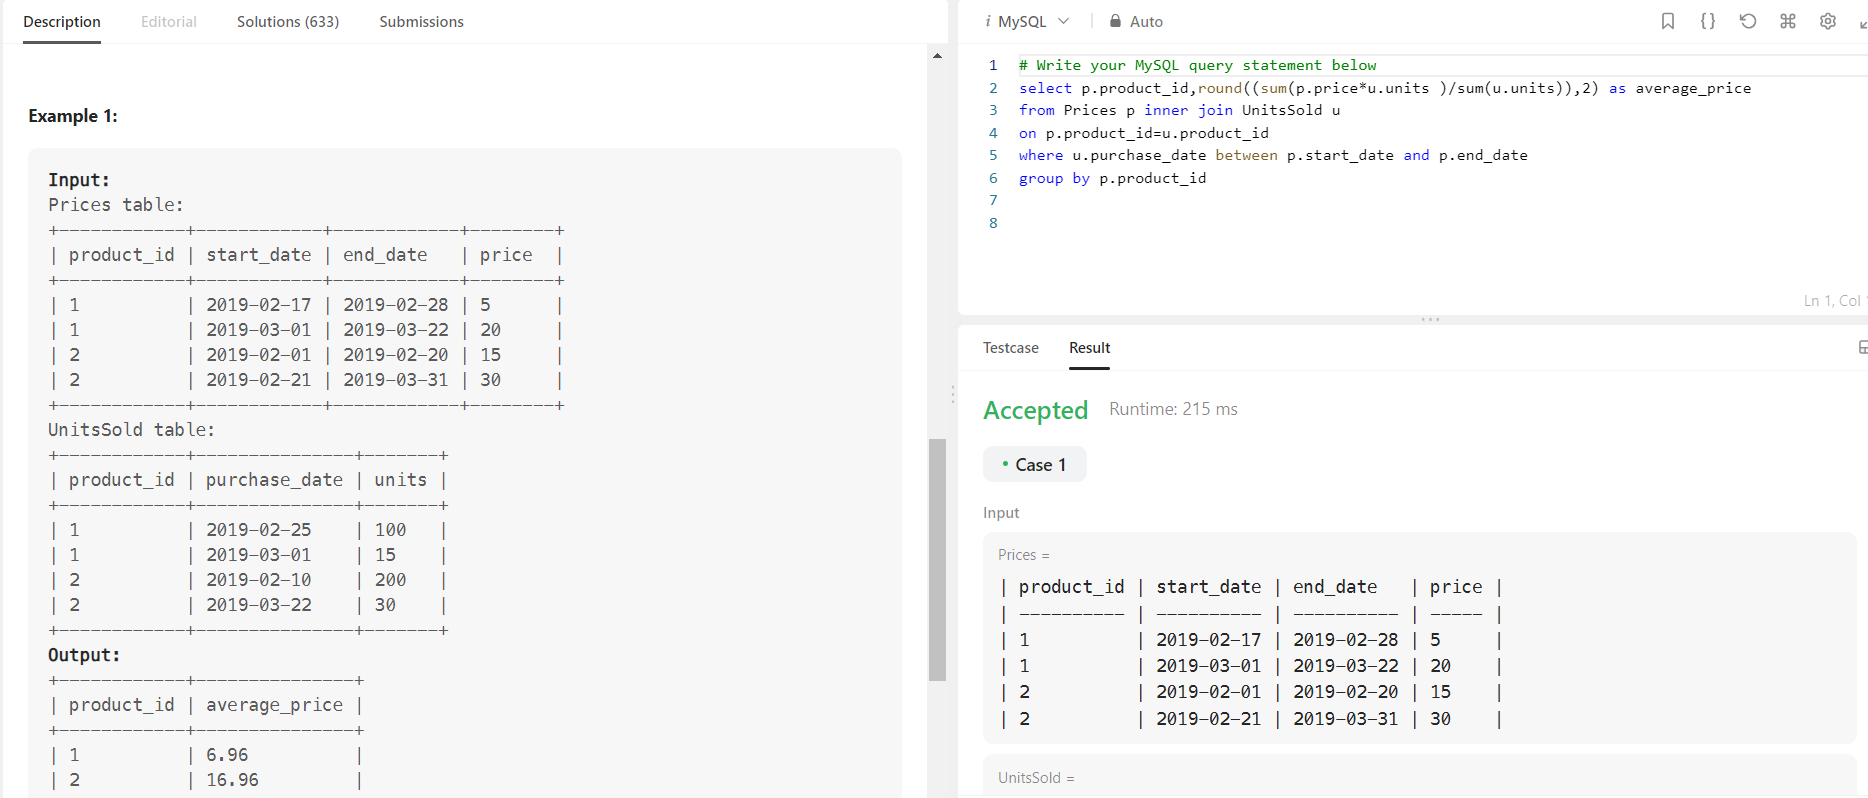 Description Editorial Solutions (633) Submissions
Example 1:
Input:
Prices table:
+------------+------------+------------+--------+
| product_id | start_date | end_date   | price  |
+------------+------------+------------+--------+
| 1          | 2019-02-17 | 2019-02-28 | 5      |
| 1          | 2019-03-01 | 2019-03-22 | 20     |
| 2          | 2019-02-01 | 2019-02-20 | 15     |
| 2          | 2019-02-21 | 2019-03-31 | 30     |
+------------+------------+------------+--------+
UnitsSold table:
+------------+---------------+-------+
| product_id | purchase_date | units |
+------------+---------------+-------+
| 1          | 2019-02-25    | 100   |
| 1          | 2019-03-01    | 15    |
| 2          | 2019-02-10    | 200   |
| 2          | 2019-03-22    | 30    |
+------------+---------------+-------+
Output:
+------------+---------------+
| product_id | average_price |
+------------+---------------+
| 1          | 6.96          |
| 2          | 16.96         |
i MySQL Auto
1 # Write your MySQL query statement below
2 select p.product_id,round((sum(p.price*u.units )/sum(u.units)),2) as average_price
3 from Prices p inner join UnitsSold u
4 on p.product_id=u.product_id
5 where u.purchase_date between p.start_date and p.end_date
6 group by p.product_id
7
8
Ln 1, Col
Testcase Result
Accepted Runtime: 215 ms
• Case 1
Input
Prices =
| product_id | start_date | end_date   | price |
| ---------- | ---------- | ---------- | ----- |
| 1          | 2019-02-17 | 2019-02-28 | 5     |
| 1          | 2019-03-01 | 2019-03-22 | 20    |
| 2          | 2019-02-01 | 2019-02-20 | 15    |
| 2          | 2019-02-21 | 2019-03-31 | 30    |
UnitsSold =